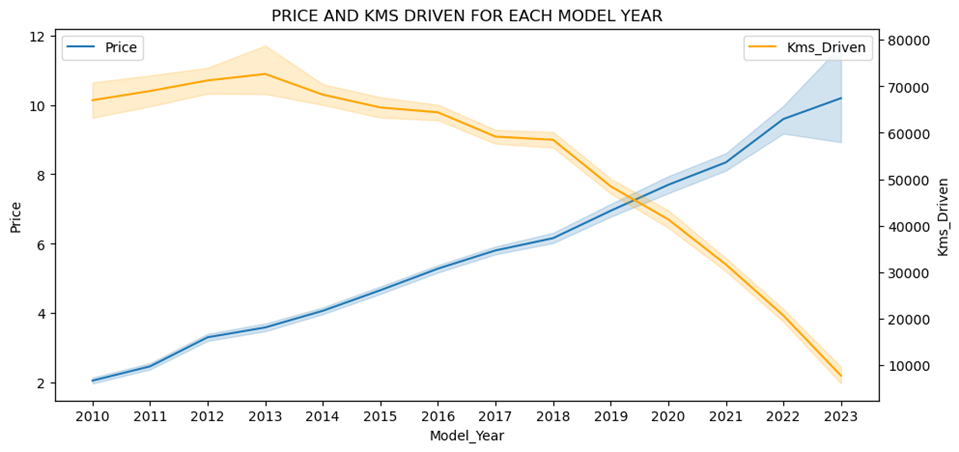 PRICE AND KMS DRIVEN FOR EACH MODEL YEAR
Price
Kms_Driven
12
10
8
6
4
2
Price
80000
70000
60000
50000
40000
30000
20000
10000
Kms_Driven
2010 2011 2012 2013 2014 2015 2016 2017 2018 2019 2020 2021 2022 2023
Model_Year